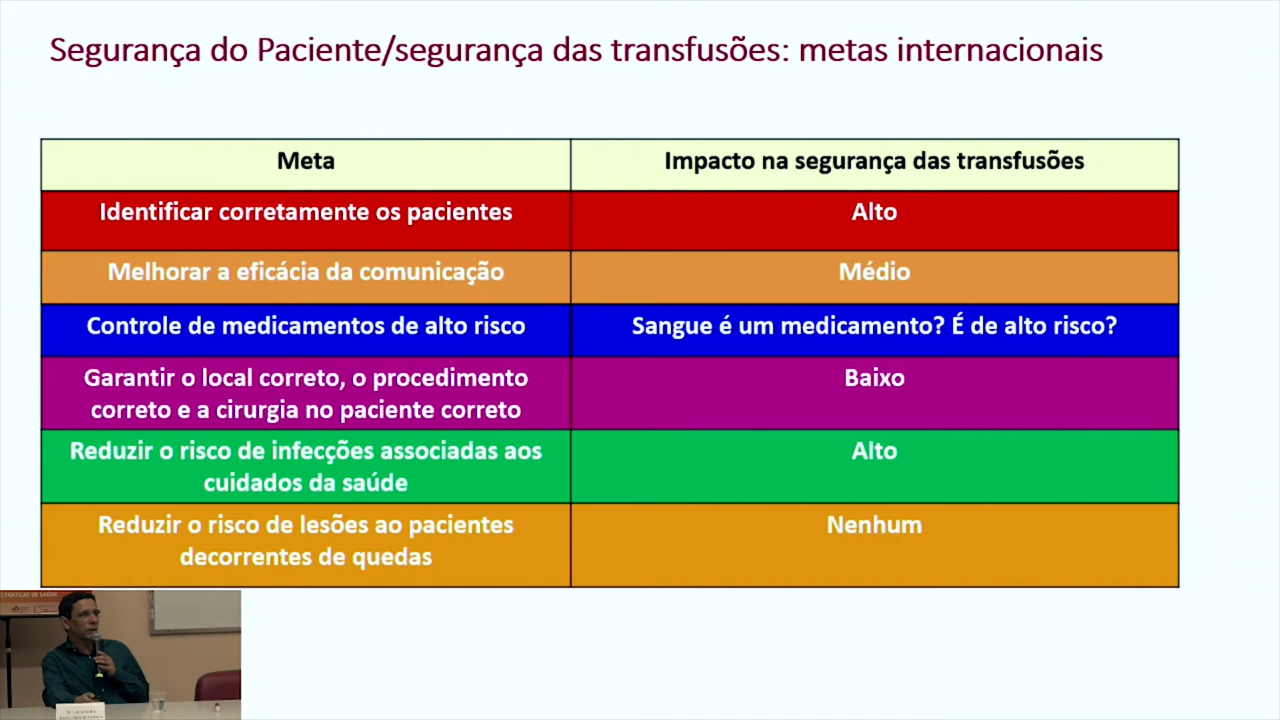 Segurança do Paciente/segurança das transfusões: metas internacionais
Meta
Impacto na segurança das transfusões
Identificar corretamente os pacientes
Alto
Melhorar a eficácia da comunicação
Médio
Controle de medicamentos de alto risco
Sangue é um medicamento? É de alto risco?
Garantir o local correto, o procedimento
correto e a cirurgia no paciente correto
Baixo
Reduzir o risco de infecções associadas aos
cuidados da saúde
Alto
Reduzir o risco de lesões ao pacientes
decorrentes de quedas
Nenhum
PRATICAS DE SAÚDE